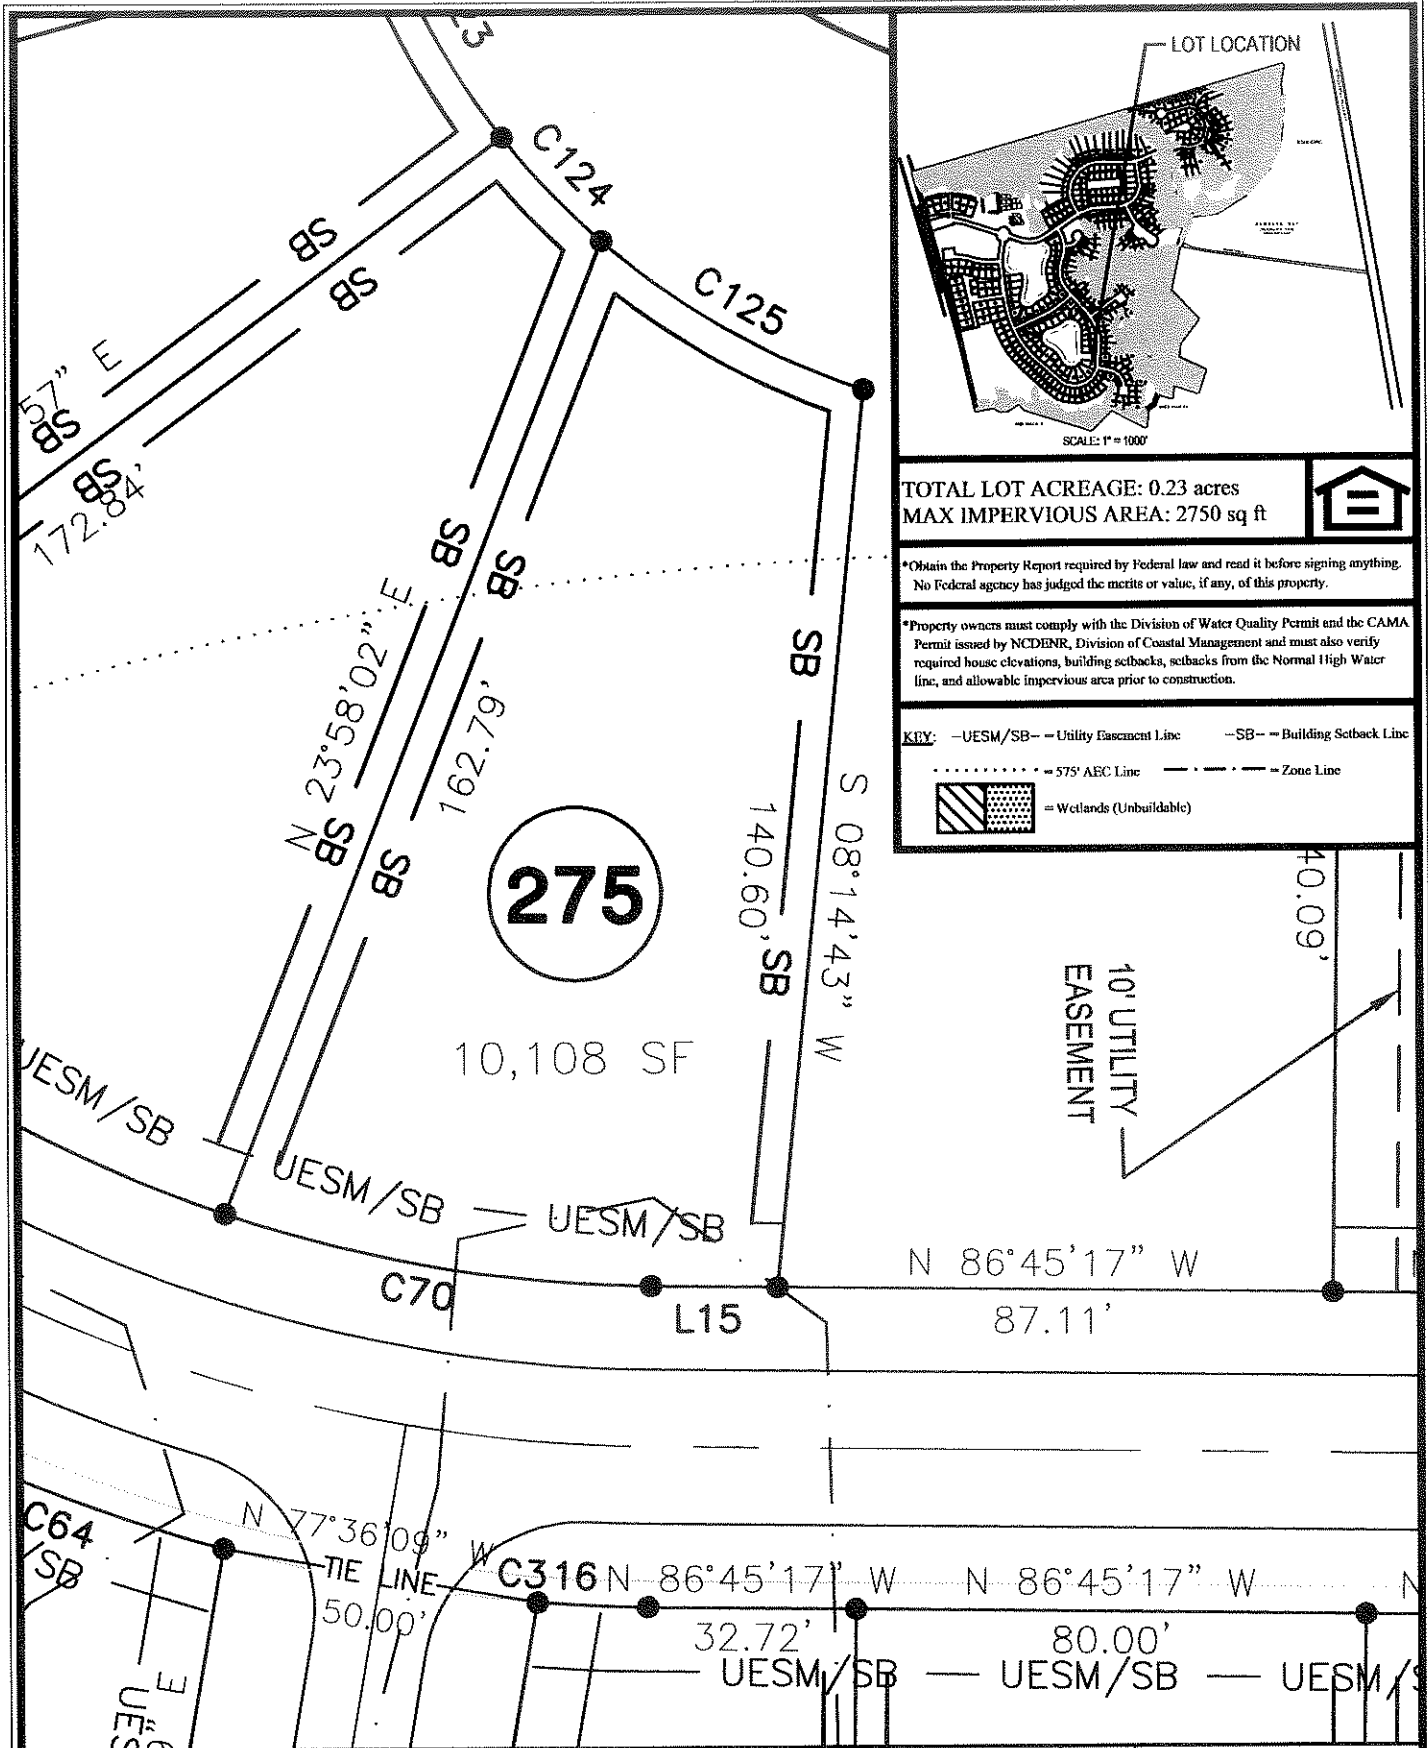 LOT LOCATION
SCALE: 1" = 1000'
TOTAL LOT ACREAGE: 0.23 acres
MAX IMPERVIOUS AREA: 2750 sq ft
*Obtain the Property Report required by Federal law and read it before signing anything.
No Federal agency has judged the merits or value, if any, of this property.
*Property owners must comply with the Division of Water Quality Permit and the CAMA
Permit issued by NCDENR, Division of Coastal Management and must also verify
required house elevations, building setbacks, setbacks from the Normal High Water
line, and allowable impervious area prior to construction.
KEY: -UESM/SB- - = Utility Easement Line -SB- - = Building Setback Line
= 575' AEC Line = Zone Line
= Wetlands (Unbuildable)
C124
C125
SB
SB
57" E
SB
SB
172.84'
SB
SB
N 23°58'02" E
162.79'
SB
SB
SB
S 08°14'43" W
140.60'
SB
275
10,108 SF
40.09'
10' UTILITY
EASEMENT
UESM/SB
UESM/SB
UESM/SB
C70
L15
N 86°45'17" W
87.11'
C64
/SB
N 77°36'09" W
TIE LINE
50.00'
C316
N 86°45'17" W
32.72'
N 86°45'17" W
80.00'
N
UESM/SB
UESM/SB
UESM/S
E
UES